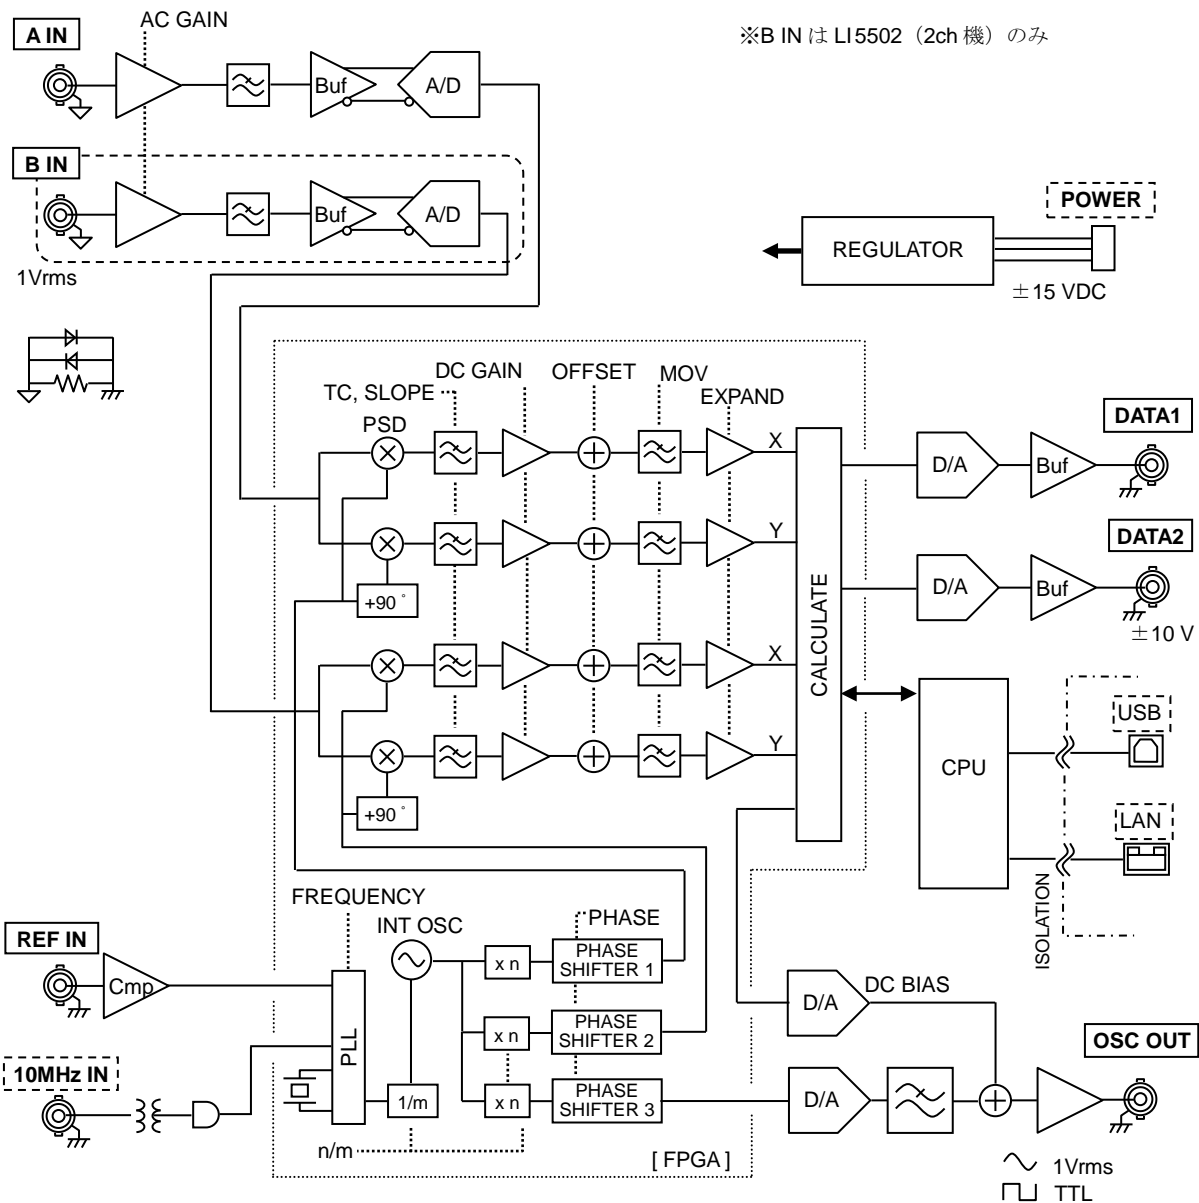 AC GAIN
A IN
※B IN は LI 5502（2ch 機）のみ
Buf
A/D
B IN
Buf
A/D
1Vrms
POWER
REGULATOR
±15 VDC
DC GAIN
OFFSET
MOV
TC, SLOPE
EXPAND
PSD
X
DATA1
D/A
Buf
Y
DATA2
D/A
Buf
±10 V
+90 °
CALCULATE
X
USB
Y
CPU
LAN
+90 °
ISOLATION
FREQUENCY
INT OSC
PHASE
REF IN
Cmp
x n
PHASE
SHIFTER 1
D/A
DC BIAS
x n
PHASE
SHIFTER 2
PLL
OSC OUT
10MHz IN
1/m
x n
PHASE
SHIFTER 3
D/A
n/m
[ FPGA ]
1Vrms
TTL